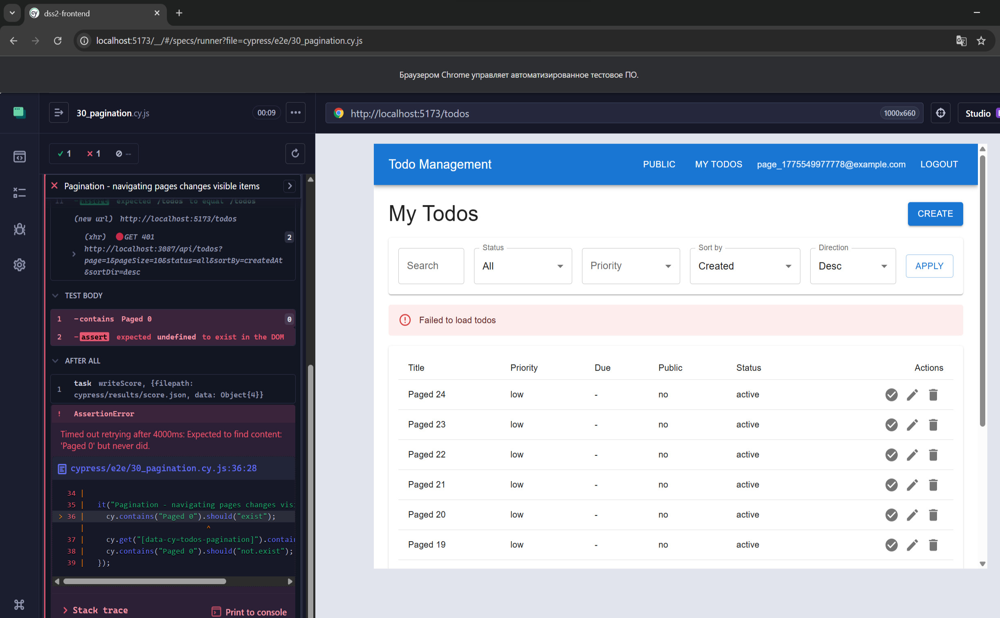 dss2-frontend
localhost:5173/__/#/specs/runner?file=cypress/e2e/30_pagination.cy.js
Браузером Chrome управляет автоматизированное тестовое ПО.
30_pagination.cy.js
00:09
http://localhost:5173/todos
1000x660
Studio
1
1
--
Pagination - navigating pages changes visible items
11 -assert expected /todos to equal /todos
(new url) http://localhost:5173/todos
(xhr) GET 401
2
http://localhost:3087/api/todos?
page=1&pageSize=10&status=all&sortBy=createdAt
&sortDir=desc
TEST BODY
1 -contains Paged 0
0
2 -assert expected undefined to exist in the DOM
AFTER ALL
1 task writeScore, {filepath:
cypress/results/score.json, data: Object{4}}
! AssertionError
Timed out retrying after 4000ms: Expected to find content:
'Paged 0' but never did.
cypress/e2e/30_pagination.cy.js:36:28
34 |
35 | it("Pagination - navigating pages changes vis
> 36 | cy.contains("Paged 0").should("exist");
| ^
37 | cy.get("[data-cy=todos-pagination]").contai
38 | cy.contains("Paged 0").should("not.exist");
39 | });
Stack trace
Print to console
Todo Management
PUBLIC
MY TODOS
page_1775549977778@example.com
LOGOUT
My Todos
CREATE
Search
Status
All
Priority
Sort by
Created
Direction
Desc
APPLY
Failed to load todos
Title Priority Due Public Status Actions
Paged 24 low - no active
Paged 23 low - no active
Paged 22 low - no active
Paged 21 low - no active
Paged 20 low - no active
Paged 19 low - no active